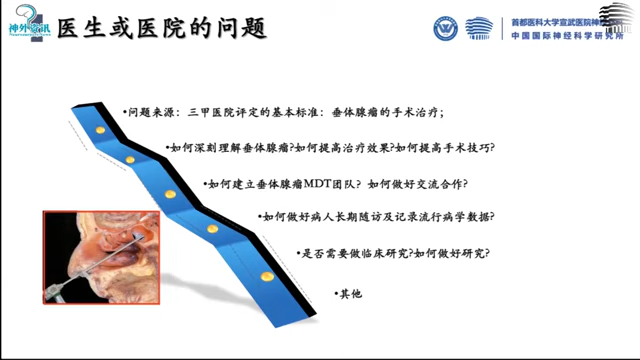 神外资讯
医生或医院的问题
首都医科大学宣武医院神经
中国国际神经科学研究所
•问题来源：三甲医院评定的基本标准：垂体腺瘤的手术治疗；
•如何深刻理解垂体腺瘤?如何提高治疗效果?如何提高手术技巧?
•如何建立垂体腺瘤MDT团队？如何做好交流合作?
•如何做好病人长期随访及记录流行病学数据?
•是否需要做临床研究?如何做好研究?
•其他